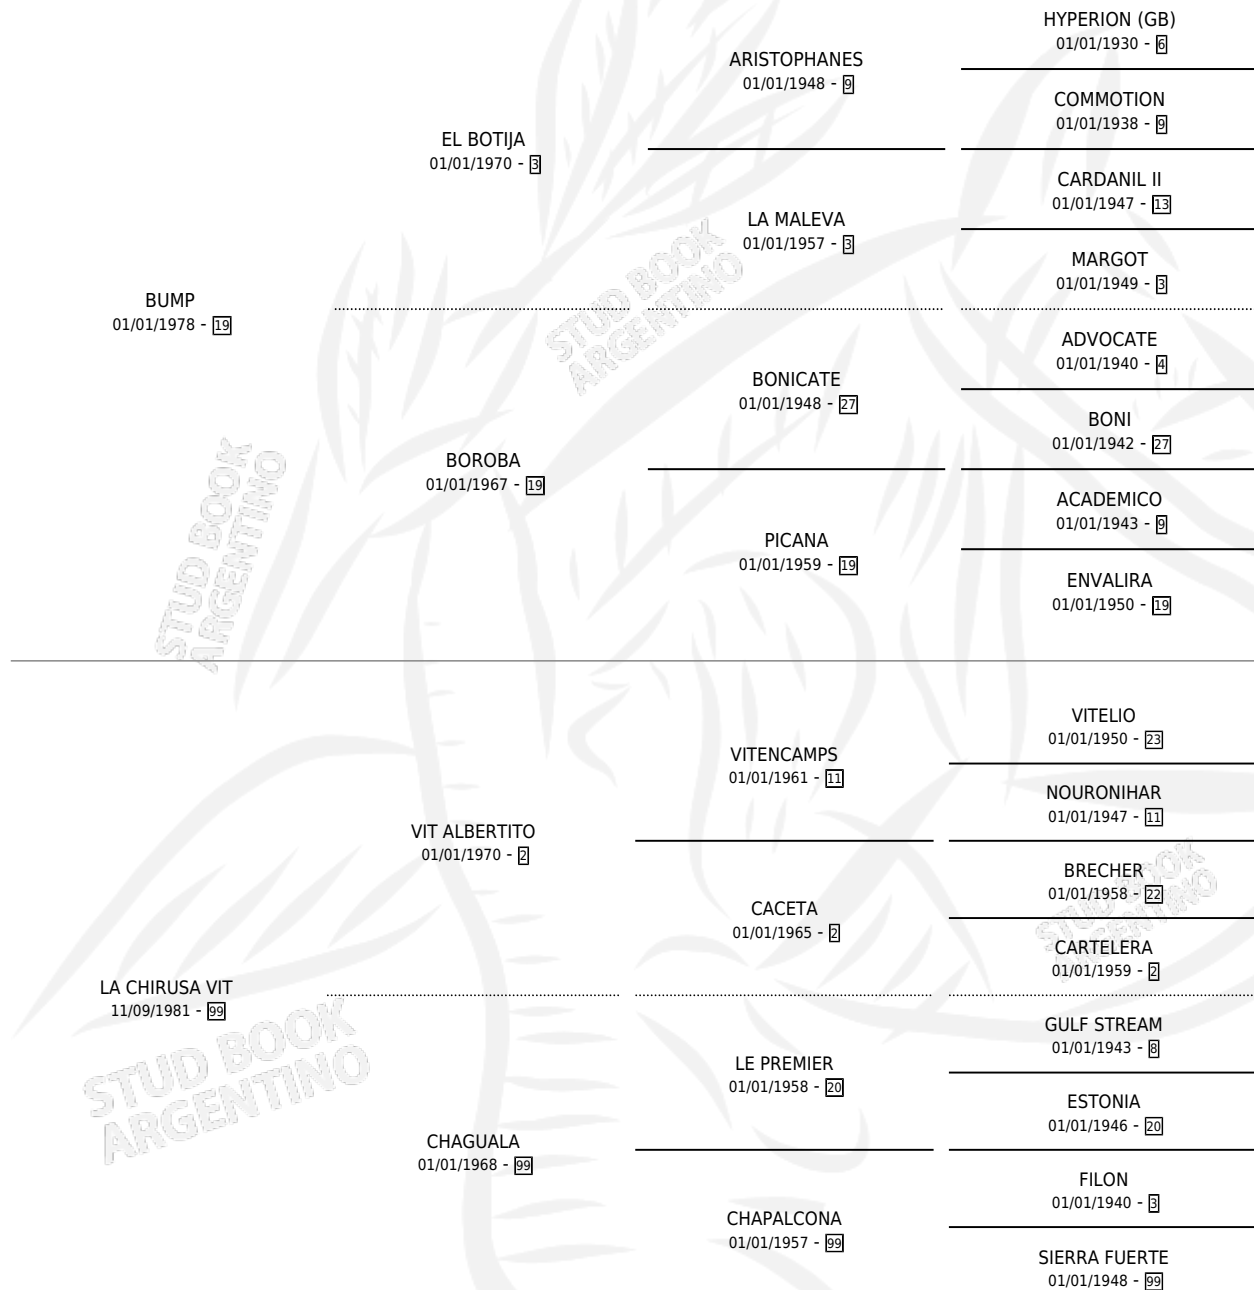 HYPERION (GB)
01/01/1930 - 6
ARISTOPHANES
01/01/1948 - 9
COMMOTION
01/01/1938 - 9
EL BOTIJA
01/01/1970 - 3
CARDANIL II
01/01/1947 - 13
LA MALEVA
01/01/1957 - 3
MARGOT
01/01/1949 - 3
BUMP
01/01/1978 - 19
ADVOCATE
01/01/1940 - 4
BONICATE
01/01/1948 - 27
BONI
01/01/1942 - 27
BOROBA
01/01/1967 - 19
ACADEMICO
01/01/1943 - 9
PICANA
01/01/1959 - 19
ENVALIRA
01/01/1950 - 19
VITELIO
01/01/1950 - 23
VITENCAMPS
01/01/1961 - 11
NOURONIHAR
01/01/1947 - 11
VIT ALBERTITO
01/01/1970 - 2
BRECHER
01/01/1958 - 22
CACETA
01/01/1965 - 2
CARTELERA
01/01/1959 - 2
LA CHIRUSA VIT
11/09/1981 - 99
GULF STREAM
01/01/1943 - 8
LE PREMIER
01/01/1958 - 20
ESTONIA
01/01/1946 - 20
CHAGUALA
01/01/1968 - 99
FILON
01/01/1940 - 3
CHAPALCONA
01/01/1957 - 99
SIERRA FUERTE
01/01/1948 - 99
STUD BOOK
ARGENTINO
STUD BOOK
ARGENTINO
STUD BOOK
ARGENTINO
STUD BOOK
ARGENTINO